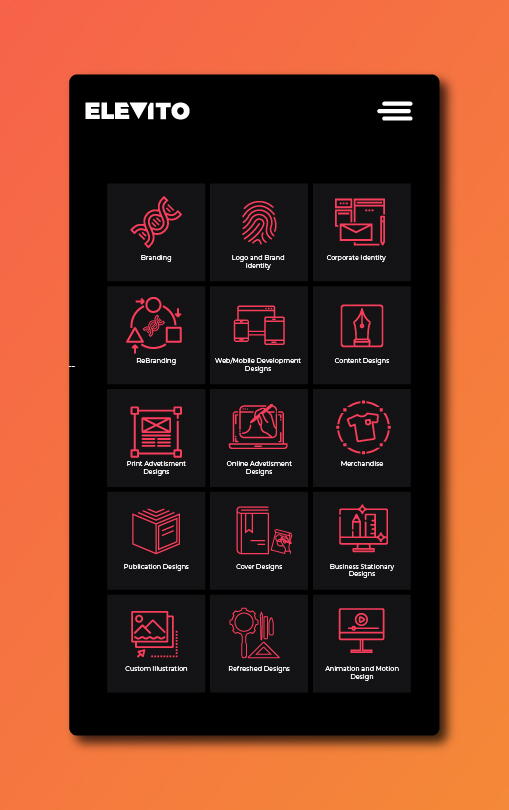 ELEVITO
Branding
Logo and Brand
Identity
Corporate Identity
ReBranding
Web/Mobile Development
Designs
Content Designs
Print Advetisment
Designs
Online Advetisment
Designs
Merchandise
Publication Designs
Cover Designs
Business Stationary
Designs
Custom Illustration
Refreshed Designs
Animation and Motion
Design